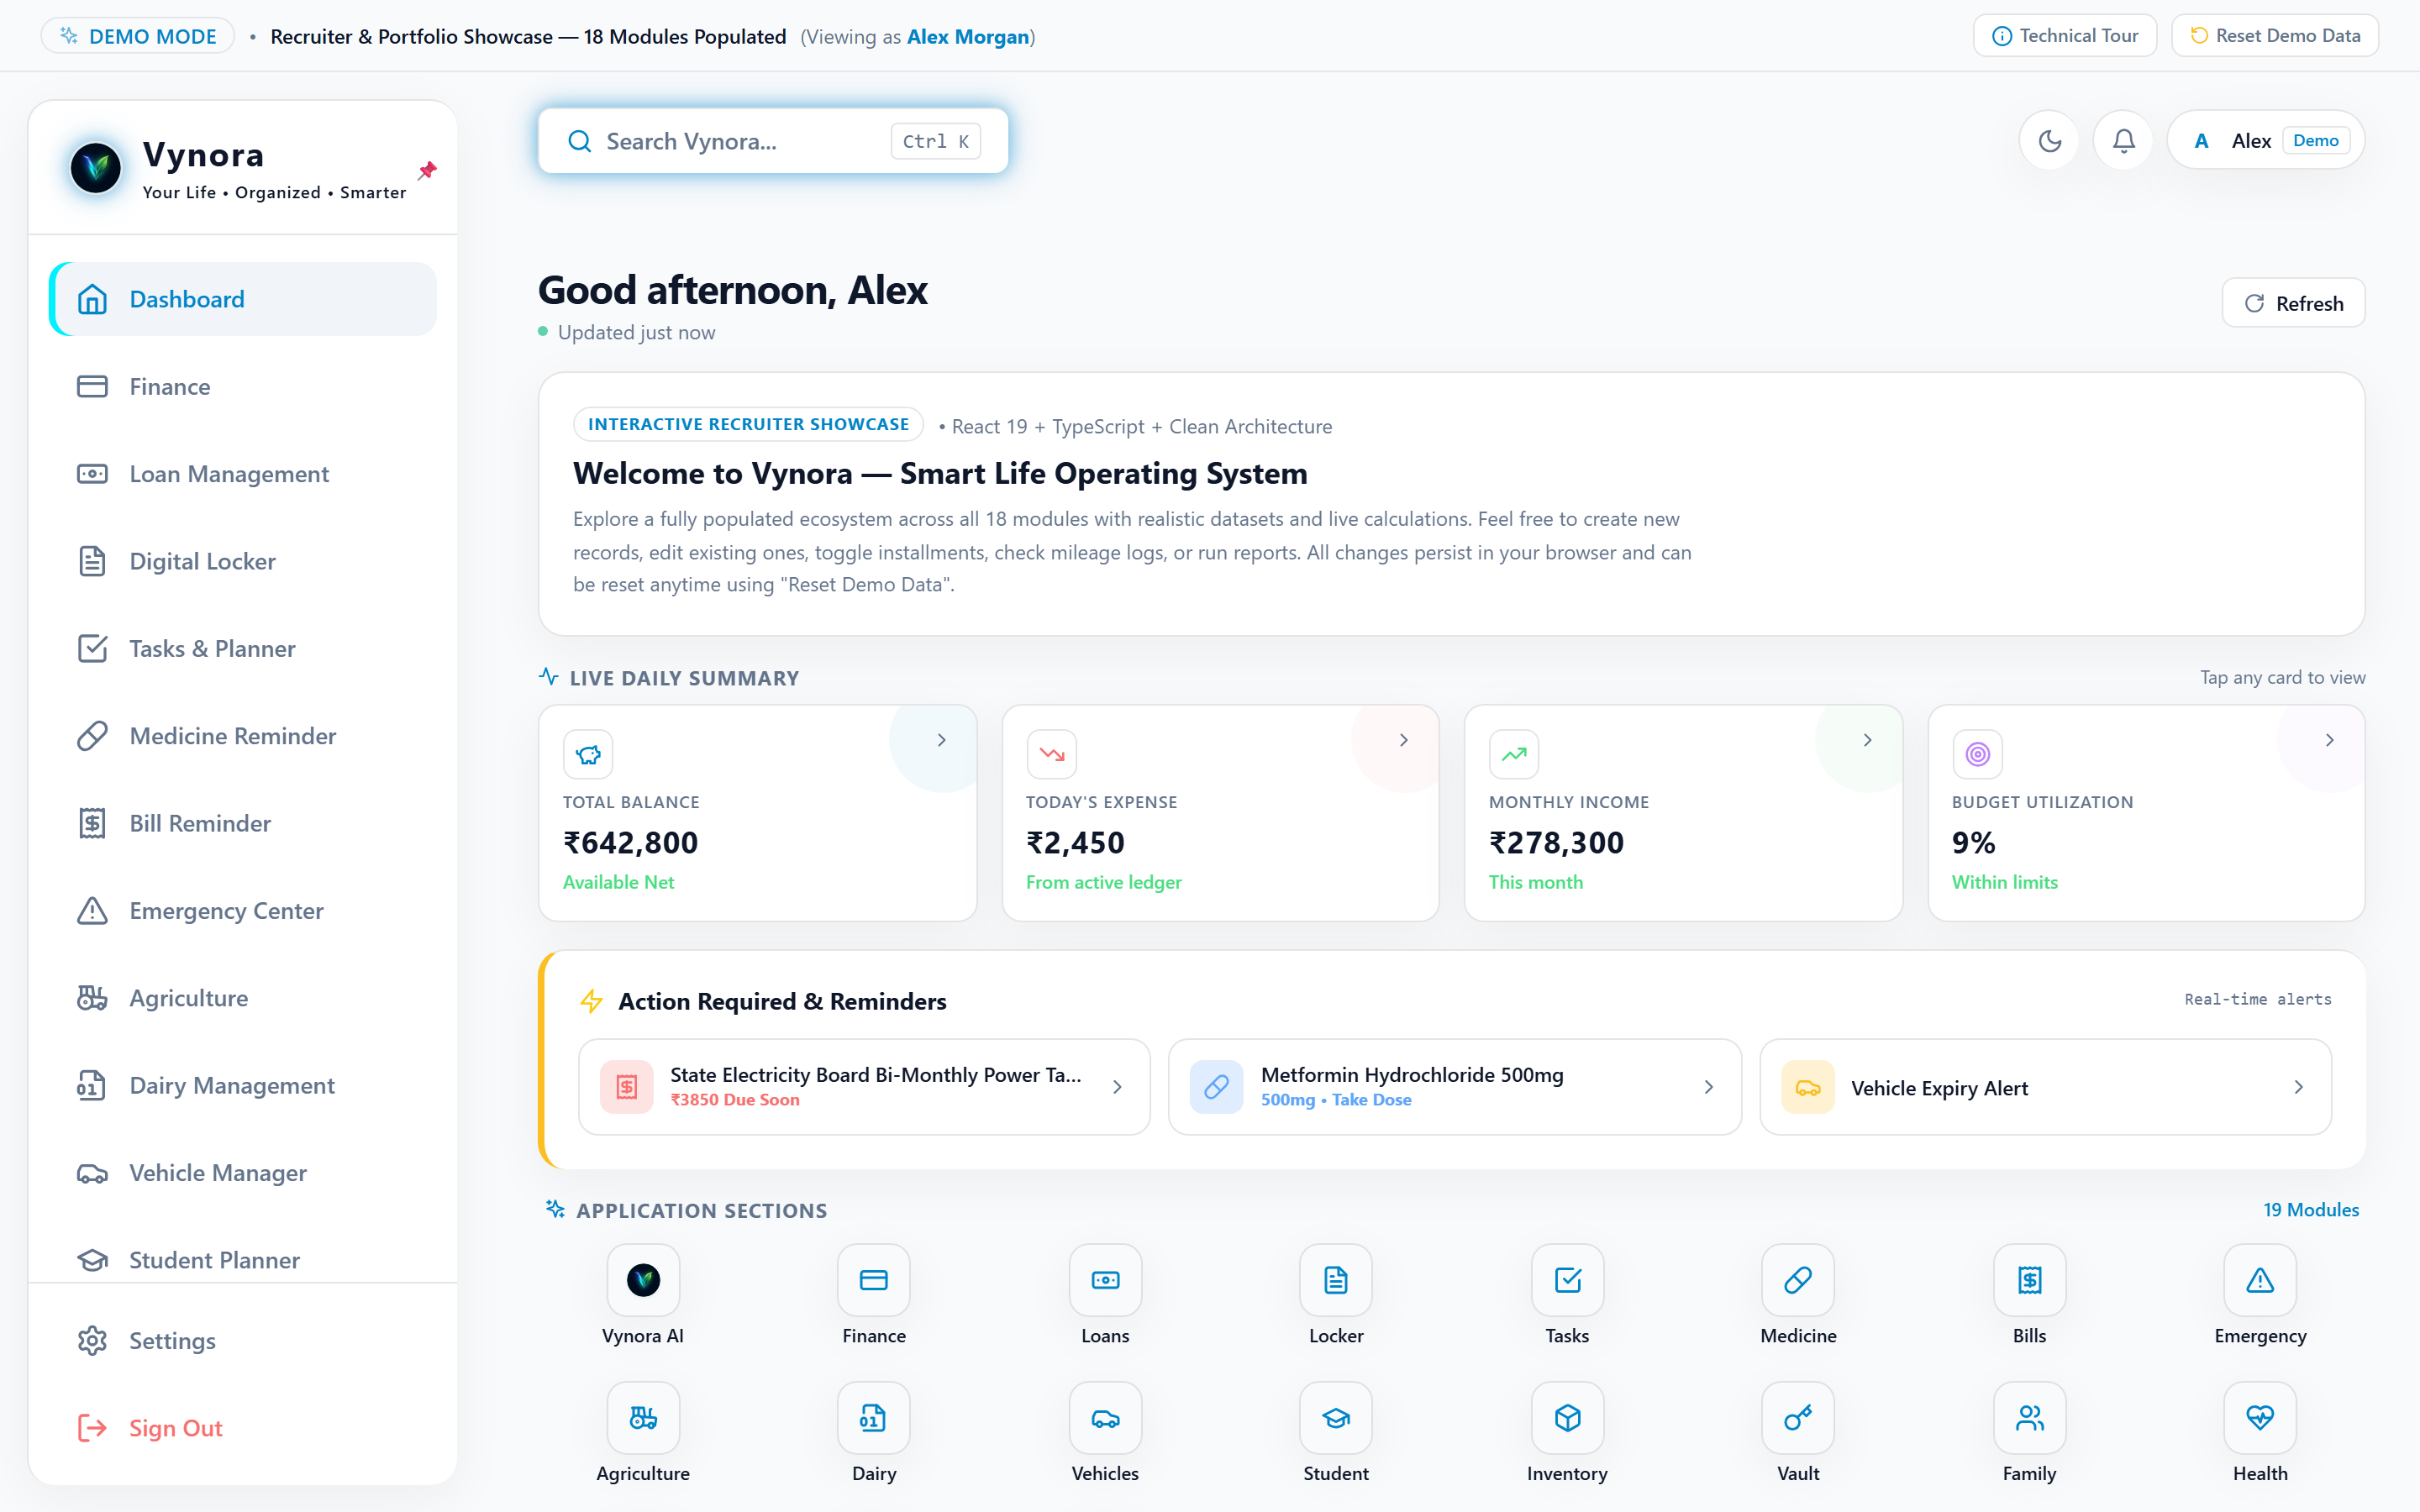 DEMO MODE • Recruiter & Portfolio Showcase — 18 Modules Populated (Viewing as Alex Morgan)
Technical Tour
Reset Demo Data
Vynora
Your Life • Organized • Smarter
Dashboard
Finance
Loan Management
Digital Locker
Tasks & Planner
Medicine Reminder
Bill Reminder
Emergency Center
Agriculture
Dairy Management
Vehicle Manager
Student Planner
Settings
Sign Out
Search Vynora... Ctrl K
A Alex Demo
Good afternoon, Alex
Updated just now
Refresh
INTERACTIVE RECRUITER SHOWCASE • React 19 + TypeScript + Clean Architecture
Welcome to Vynora — Smart Life Operating System
Explore a fully populated ecosystem across all 18 modules with realistic datasets and live calculations. Feel free to create new
records, edit existing ones, toggle installments, check mileage logs, or run reports. All changes persist in your browser and can
be reset anytime using "Reset Demo Data".
LIVE DAILY SUMMARY
Tap any card to view
TOTAL BALANCE
₹642,800
Available Net
TODAY'S EXPENSE
₹2,450
From active ledger
MONTHLY INCOME
₹278,300
This month
BUDGET UTILIZATION
9%
Within limits
Action Required & Reminders
Real-time alerts
State Electricity Board Bi-Monthly Power Ta...
₹3850 Due Soon
Metformin Hydrochloride 500mg
500mg • Take Dose
Vehicle Expiry Alert
APPLICATION SECTIONS
19 Modules
Vynora AI
Finance
Loans
Locker
Tasks
Medicine
Bills
Emergency
Agriculture
Dairy
Vehicles
Student
Inventory
Vault
Family
Health